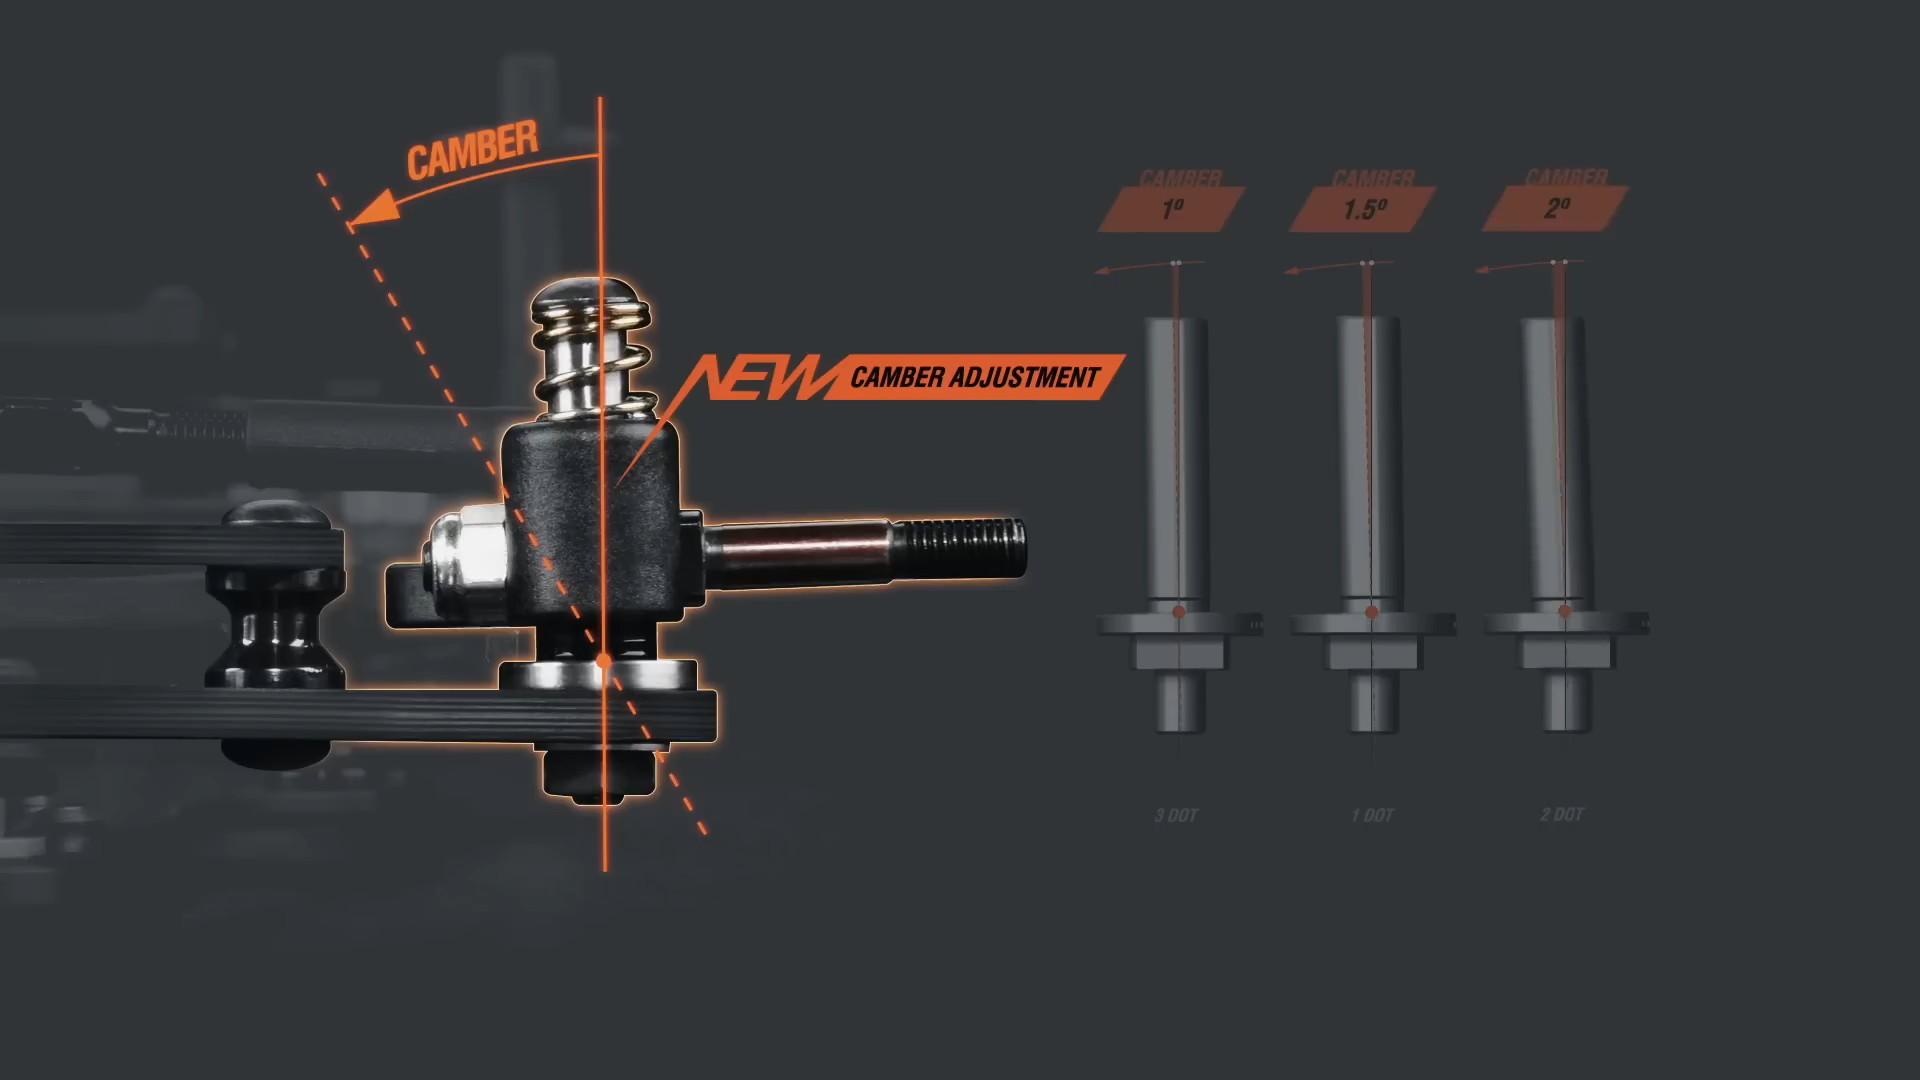 CAMBER
NEW CAMBER ADJUSTMENT
CAMBER
1º
CAMBER
1.5º
CAMBER
2º
3 DOT
1 DOT
2 DOT